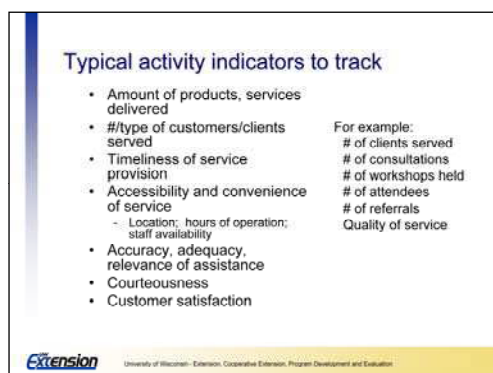 Typical activity indicators to track
• Amount of products, services
delivered
• #/type of customers/clients
served
• Timeliness of service
provision
• Accessibility and convenience
of service
- Location; hours of operation;
staff availability
• Accuracy, adequacy,
relevance of assistance
• Courteousness
• Customer satisfaction
For example:
# of clients served
# of consultations
# of workshops held
# of attendees
# of referrals
Quality of service
Extension
University of Wisconsin - Extension, Cooperative Extension, Program Development and Evaluation